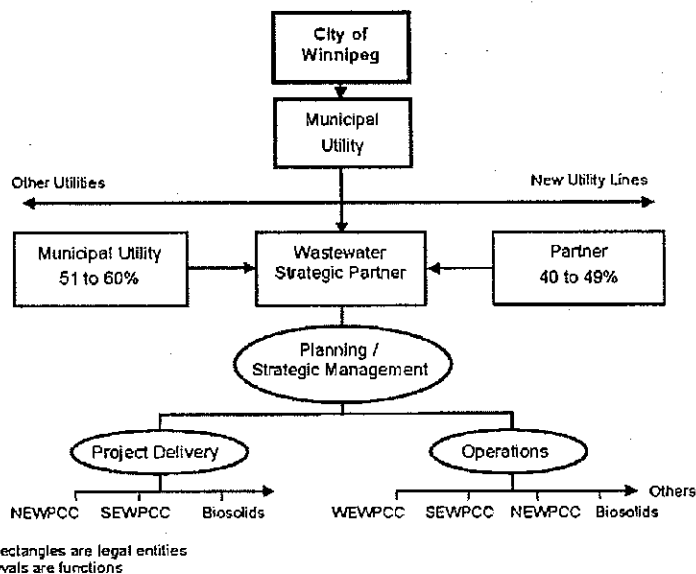 City of
Winnipeg
Municipal
Utility
Other Utilities
New Utility Lines
Municipal Utility
51 to 60%
Wastewater
Strategic Partner
Partner
40 to 49%
Planning /
Strategic Management
Project Delivery
Operations
Others
NEWPCC SEWPCC Biosolids
WEWPCC SEWPCC NEWPCC Biosolids
ectangles are legal entities
vals are functions